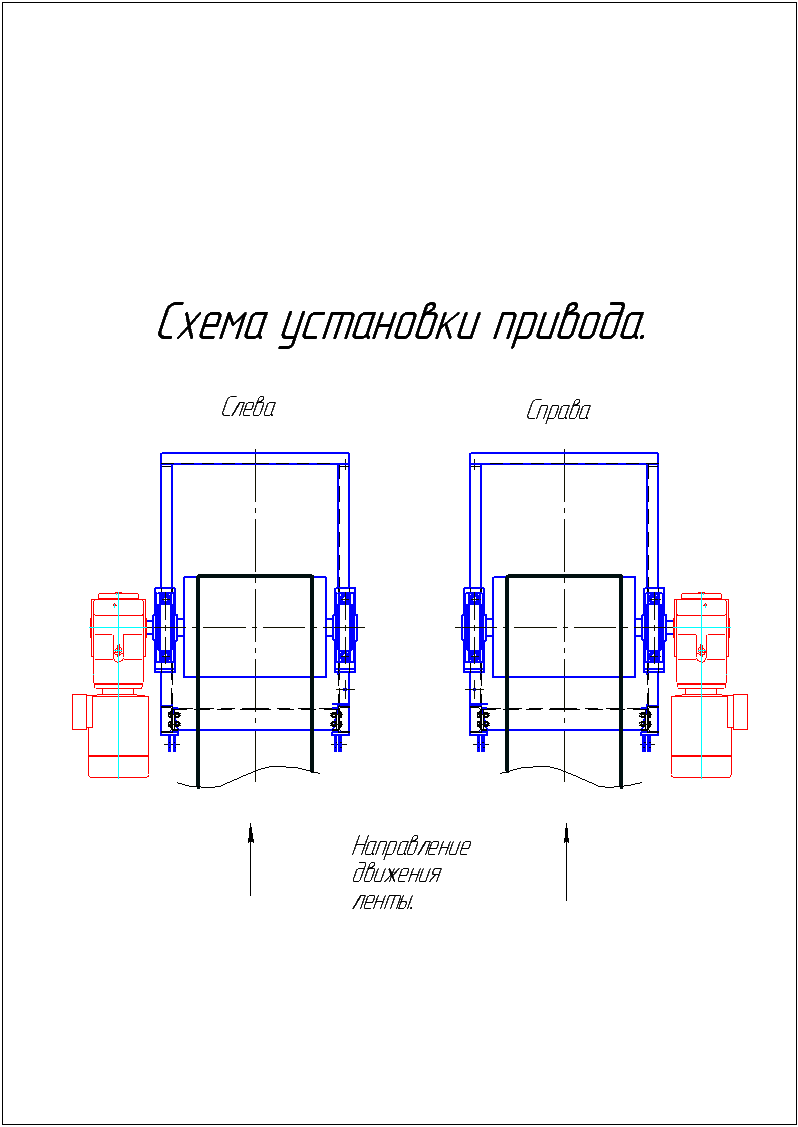 Схема установки привода.
Слева
Справа
Направление
движения
ленты.